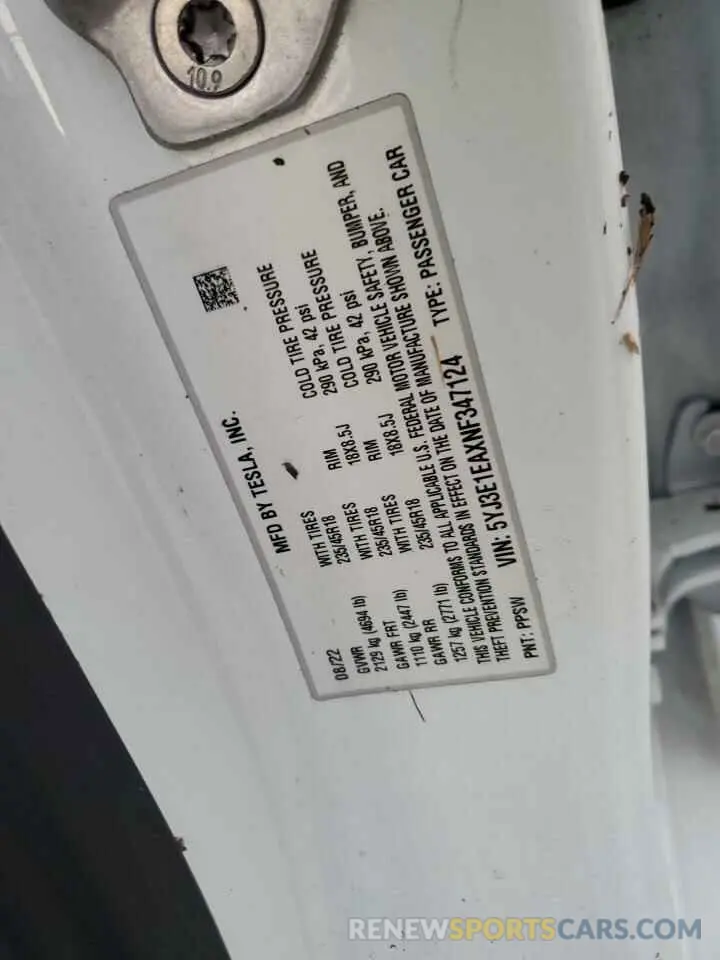 10.9
MFD BY TESLA, INC.
08/22
GVWR WITH TIRES RIM COLD TIRE PRESSURE
2129 kg (4694 lb) 235/45R18 18X8.5J 290 kPa, 42 psi
GAWR FRT WITH TIRES RIM COLD TIRE PRESSURE
1110 kg (2447 lb) 235/45R18 18X8.5J 290 kPa, 42 psi
GAWR RR WITH TIRES
1257 kg (2771 lb) 235/45R18
THIS VEHICLE CONFORMS TO ALL APPLICABLE U.S. FEDERAL MOTOR VEHICLE SAFETY, BUMPER, AND
THEFT PREVENTION STANDARDS IN EFFECT ON THE DATE OF MANUFACTURE SHOWN ABOVE.
VIN: 5YJ3E1EAXNF347124 TYPE: PASSENGER CAR
PNT: PPSW
RENEWSPORTSCARS.COM